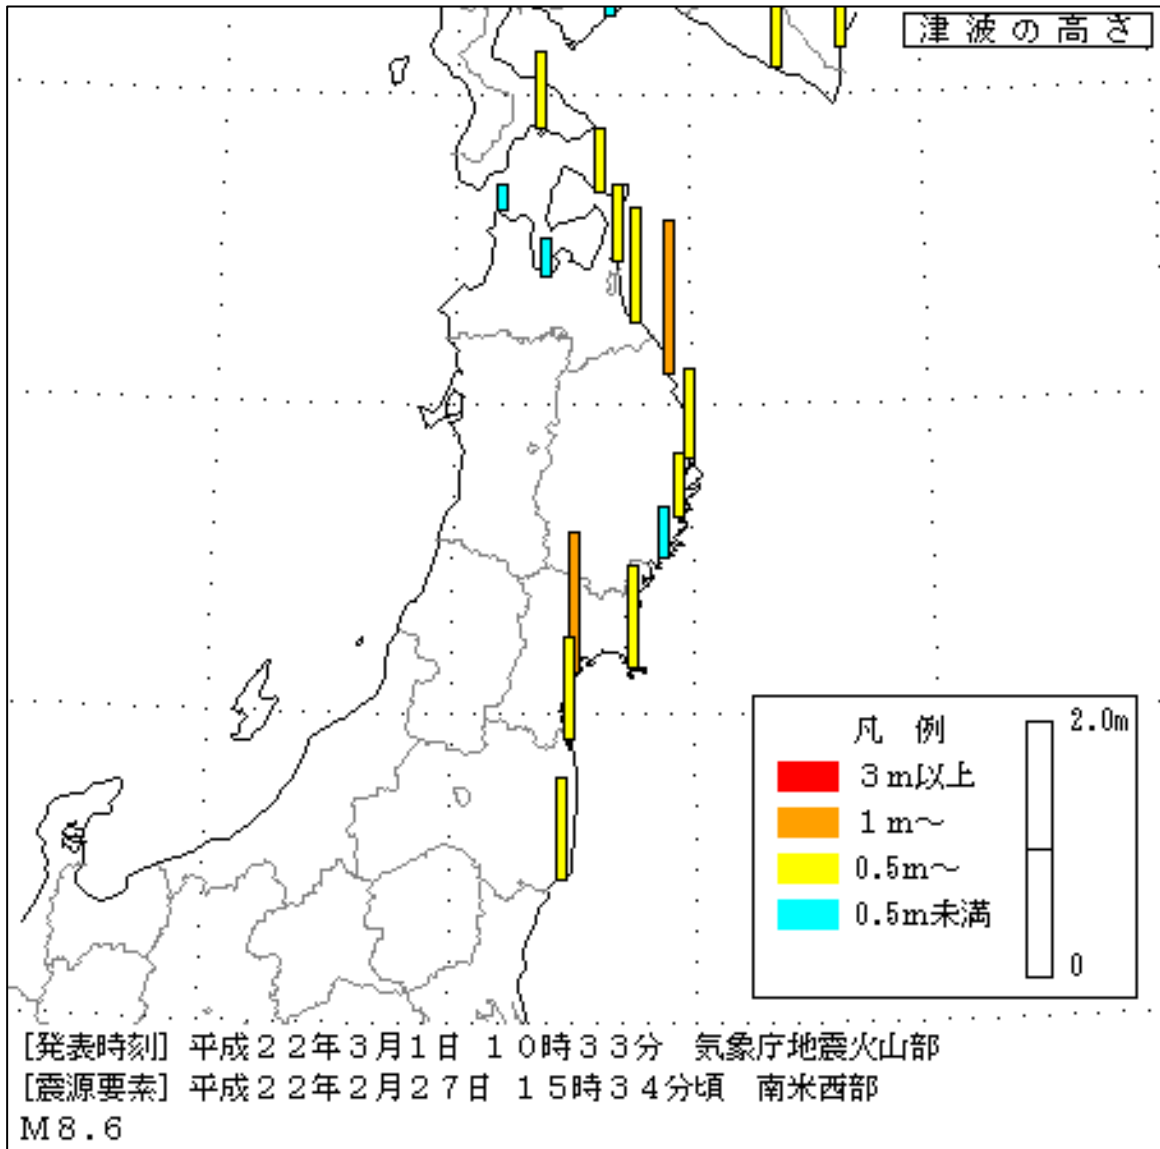 津波の高さ
凡 例
2.0m
３ｍ以上
１ｍ～
0.5ｍ～
0.5ｍ未満
0
[発表時刻] 平成２２年３月１日 １０時３３分 気象庁地震火山部
[震源要素] 平成２２年２月２７日 １５時３４分頃 南米西部
Ｍ８.６